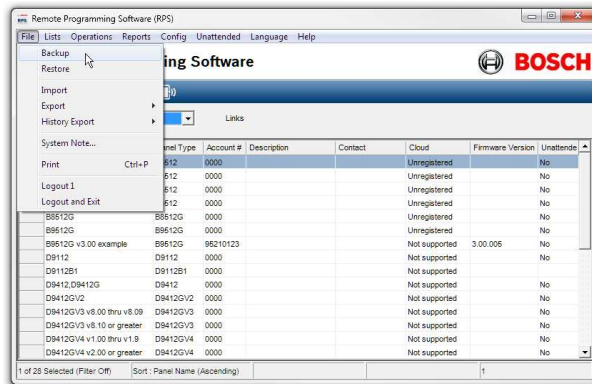 Remote Programming Software (RPS)
File Lists Operations Reports Config Unattended Language Help
Backup
Restore
Import
Export
History Export
System Note...
Print Ctrl+P
Logout 1
Logout and Exit
ing Software
BOSCH
Links
anel Type Account # Description Contact Cloud Firmware Version Unattende
512 0000 Unregistered No
512 0000 Unregistered No
512 0000 Unregistered No
512 0000 Unregistered No
B8512G B8512G 0000 Unregistered No
B9512G B9512G 0000 Unregistered No
B9512G v3.00 example B9512G 95210123 Not supported 3.00.005 No
D9112 D9112 0000 Not supported No
D9112B1 D9112B1 0000 Not supported
D9412,D9412G D9412 0000 Not supported No
D9412GV2 D9412GV2 0000 Not supported No
D9412GV3 v8.00 thru v8.09 D9412GV3 0000 Not supported No
D9412GV3 v8.10 or greater D9412GV3 0000 Not supported No
D9412GV4 v1.00 thru v1.9 D9412GV4 0000 Not supported No
D9412GV4 v2.00 or greater D9412GV4 0000 Not supported No
1 of 28 Selected (Filter Off) Sort : Panel Name (Ascending) 1